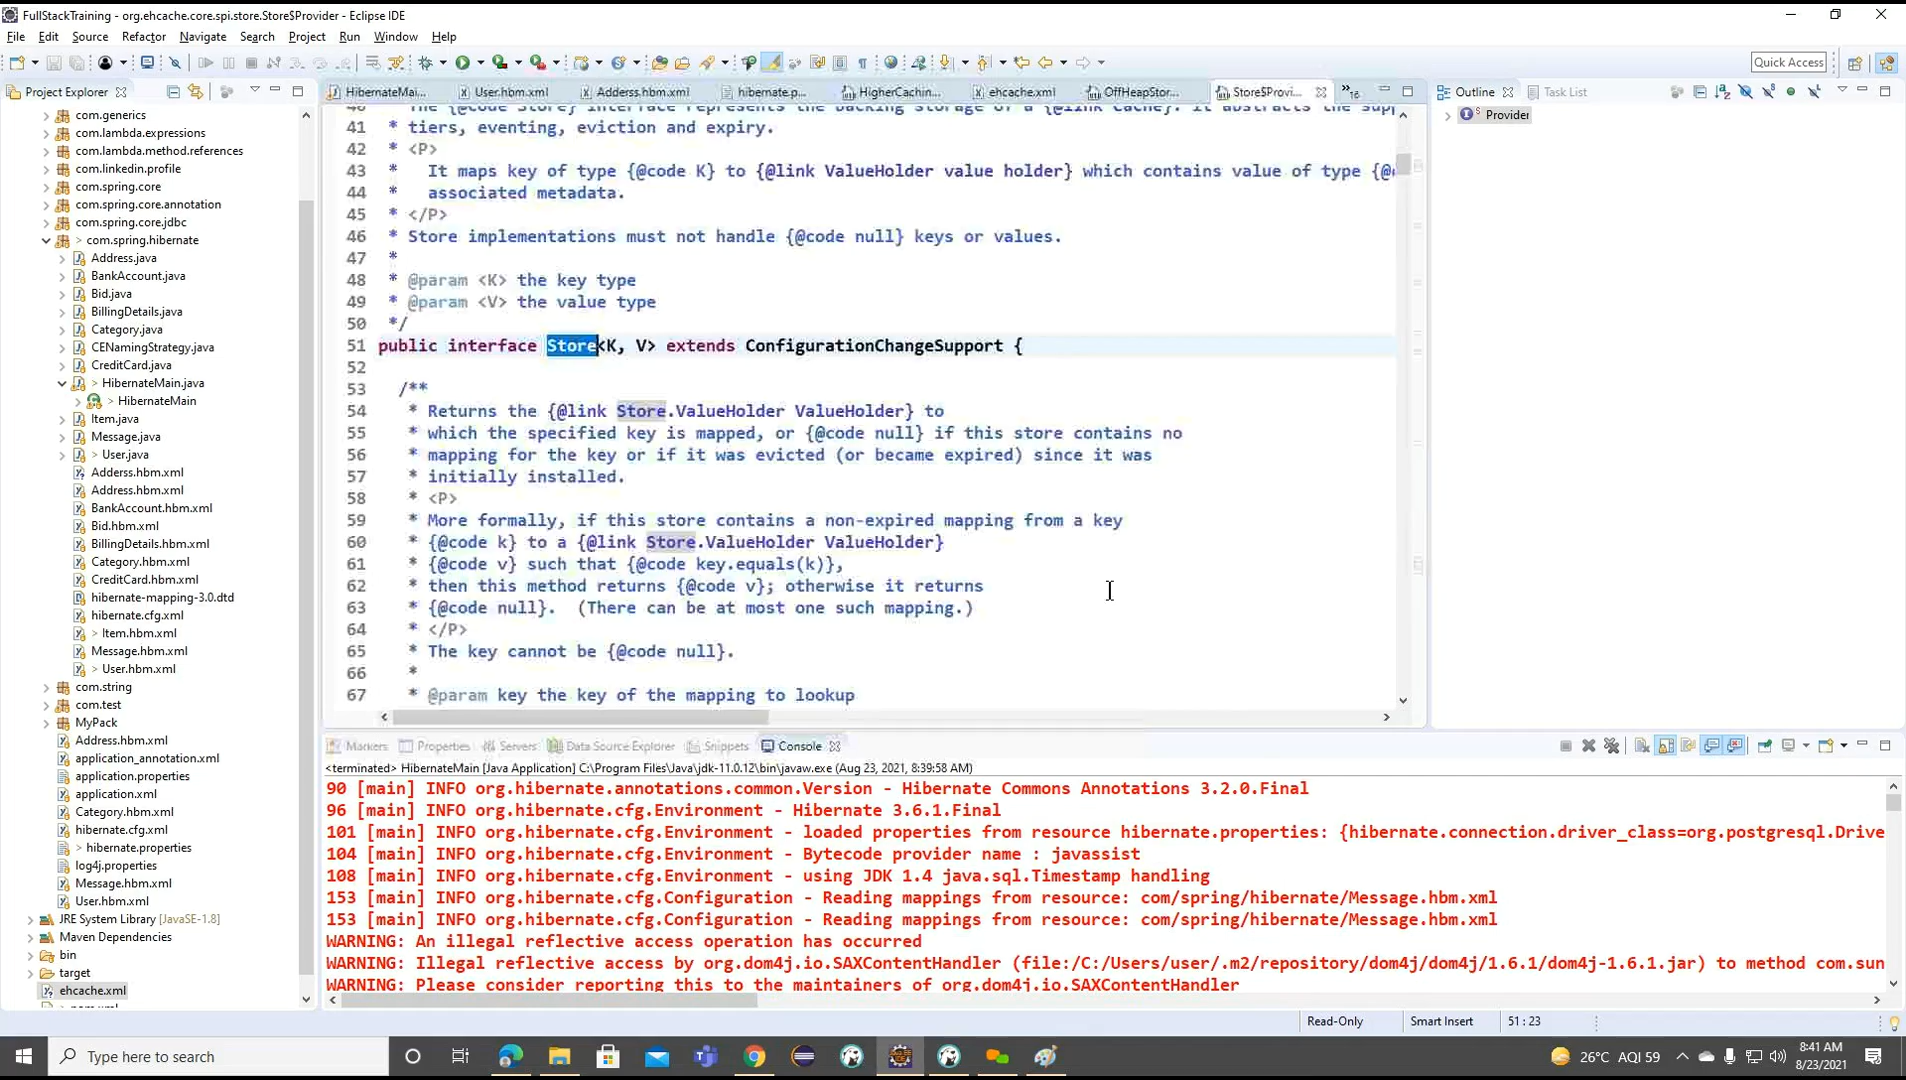 FullStackTraining - org.ehcache.core.spi.store.Store$Provider - Eclipse IDE
File Edit Source Refactor Navigate Search Project Run Window Help
Quick Access
Project Explorer
HibernateMai...
User.hbm.xml
Adderss.hbm.xml
hibernate.p...
HigherCachin...
ehcache.xml
OffHeapStor...
Store$Provi...
16
Outline
Task List
Provider
com.generics
com.lambda.expressions
com.lambda.method.references
com.linkedin.profile
com.spring.core
com.spring.core.annotation
com.spring.core.jdbc
> com.spring.hibernate
Address.java
BankAccount.java
Bid.java
BillingDetails.java
Category.java
CENamingStrategy.java
CreditCard.java
> HibernateMain.java
> HibernateMain
Item.java
Message.java
User.java
Adderss.hbm.xml
Address.hbm.xml
BankAccount.hbm.xml
Bid.hbm.xml
BillingDetails.hbm.xml
Category.hbm.xml
CreditCard.hbm.xml
hibernate-mapping-3.0.dtd
hibernate.cfg.xml
> Item.hbm.xml
Message.hbm.xml
> User.hbm.xml
com.string
com.test
MyPack
Address.hbm.xml
application_annotation.xml
application.properties
application.xml
Category.hbm.xml
hibernate.cfg.xml
> hibernate.properties
log4j.properties
Message.hbm.xml
User.hbm.xml
JRE System Library [JavaSE-1.8]
Maven Dependencies
bin
target
ehcache.xml
40 * The {@code Store} interface represents the backing storage of a {@link Cache}. It abstracts the sup
41 * tiers, eventing, eviction and expiry.
42 * <P>
43 *   It maps key of type {@code K} to {@link ValueHolder value holder} which contains value of type {@
44 *   associated metadata.
45 * </P>
46 * Store implementations must not handle {@code null} keys or values.
47 *
48 * @param <K> the key type
49 * @param <V> the value type
50 */
51 public interface Store<K, V> extends ConfigurationChangeSupport {
52
53 /**
54 * Returns the {@link Store.ValueHolder ValueHolder} to
55 * which the specified key is mapped, or {@code null} if this store contains no
56 * mapping for the key or if it was evicted (or became expired) since it was
57 * initially installed.
58 * <P>
59 * More formally, if this store contains a non-expired mapping from a key
60 * {@code k} to a {@link Store.ValueHolder ValueHolder}
61 * {@code v} such that {@code key.equals(k)},
62 * then this method returns {@code v}; otherwise it returns
63 * {@code null}.  (There can be at most one such mapping.)
64 * </P>
65 * The key cannot be {@code null}.
66 *
67 * @param key the key of the mapping to lookup
Markers
Properties
Servers
Data Source Explorer
Snippets
Console
<terminated> HibernateMain [Java Application] C:\Program Files\Java\jdk-11.0.12\bin\javaw.exe (Aug 23, 2021, 8:39:58 AM)
90 [main] INFO org.hibernate.annotations.common.Version - Hibernate Commons Annotations 3.2.0.Final
96 [main] INFO org.hibernate.cfg.Environment - Hibernate 3.6.1.Final
101 [main] INFO org.hibernate.cfg.Environment - loaded properties from resource hibernate.properties: {hibernate.connection.driver_class=org.postgresql.Drive
104 [main] INFO org.hibernate.cfg.Environment - Bytecode provider name : javassist
108 [main] INFO org.hibernate.cfg.Environment - using JDK 1.4 java.sql.Timestamp handling
153 [main] INFO org.hibernate.cfg.Configuration - Reading mappings from resource: com/spring/hibernate/Message.hbm.xml
153 [main] INFO org.hibernate.cfg.Configuration - Reading mappings from resource: com/spring/hibernate/Message.hbm.xml
WARNING: An illegal reflective access operation has occurred
WARNING: Illegal reflective access by org.dom4j.io.SAXContentHandler (file:/C:/Users/user/.m2/repository/dom4j/dom4j/1.6.1/dom4j-1.6.1.jar) to method com.sun
WARNING: Please consider reporting this to the maintainers of org.dom4j.io.SAXContentHandler
Read-Only
Smart Insert
51 : 23
Type here to search
26°C AQI 59
8:41 AM
8/23/2021